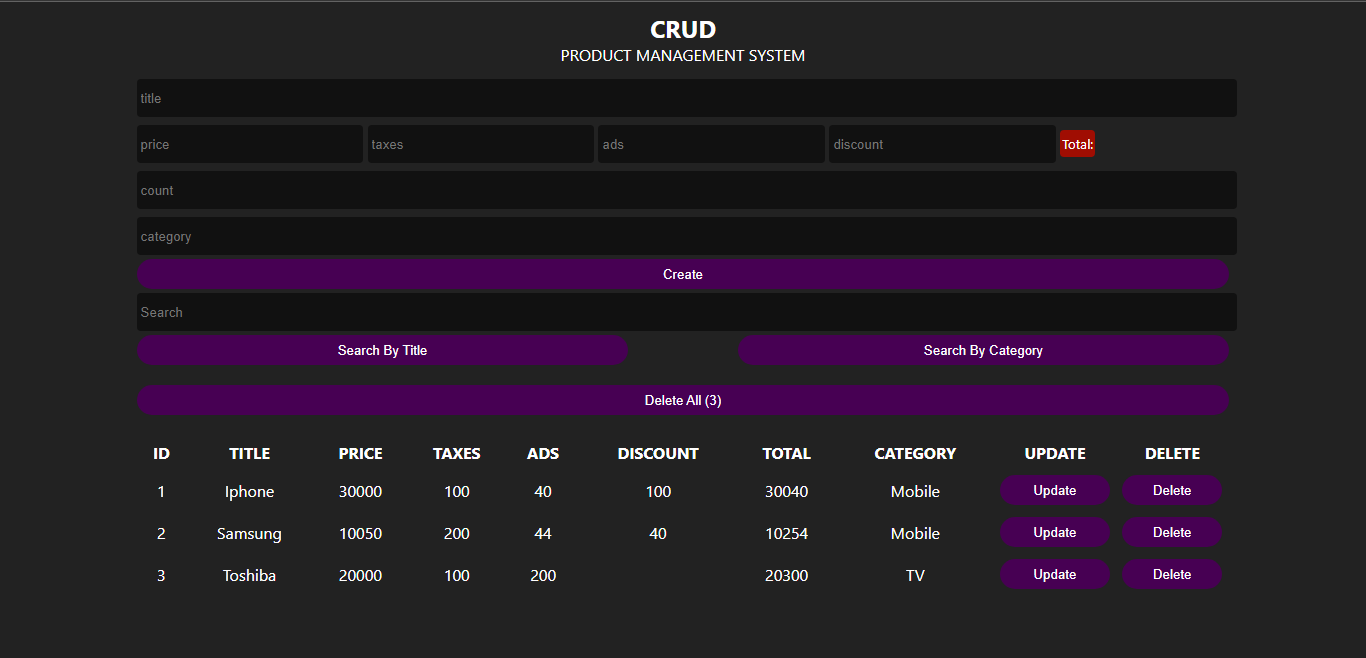 CRUD
PRODUCT MANAGEMENT SYSTEM
title
price taxes ads discount Total:
count
category
Create
Search
Search By Title Search By Category
Delete All (3)
ID TITLE PRICE TAXES ADS DISCOUNT TOTAL CATEGORY UPDATE DELETE
1 Iphone 30000 100 40 100 30040 Mobile Update Delete
2 Samsung 10050 200 44 40 10254 Mobile Update Delete
3 Toshiba 20000 100 200 20300 TV Update Delete